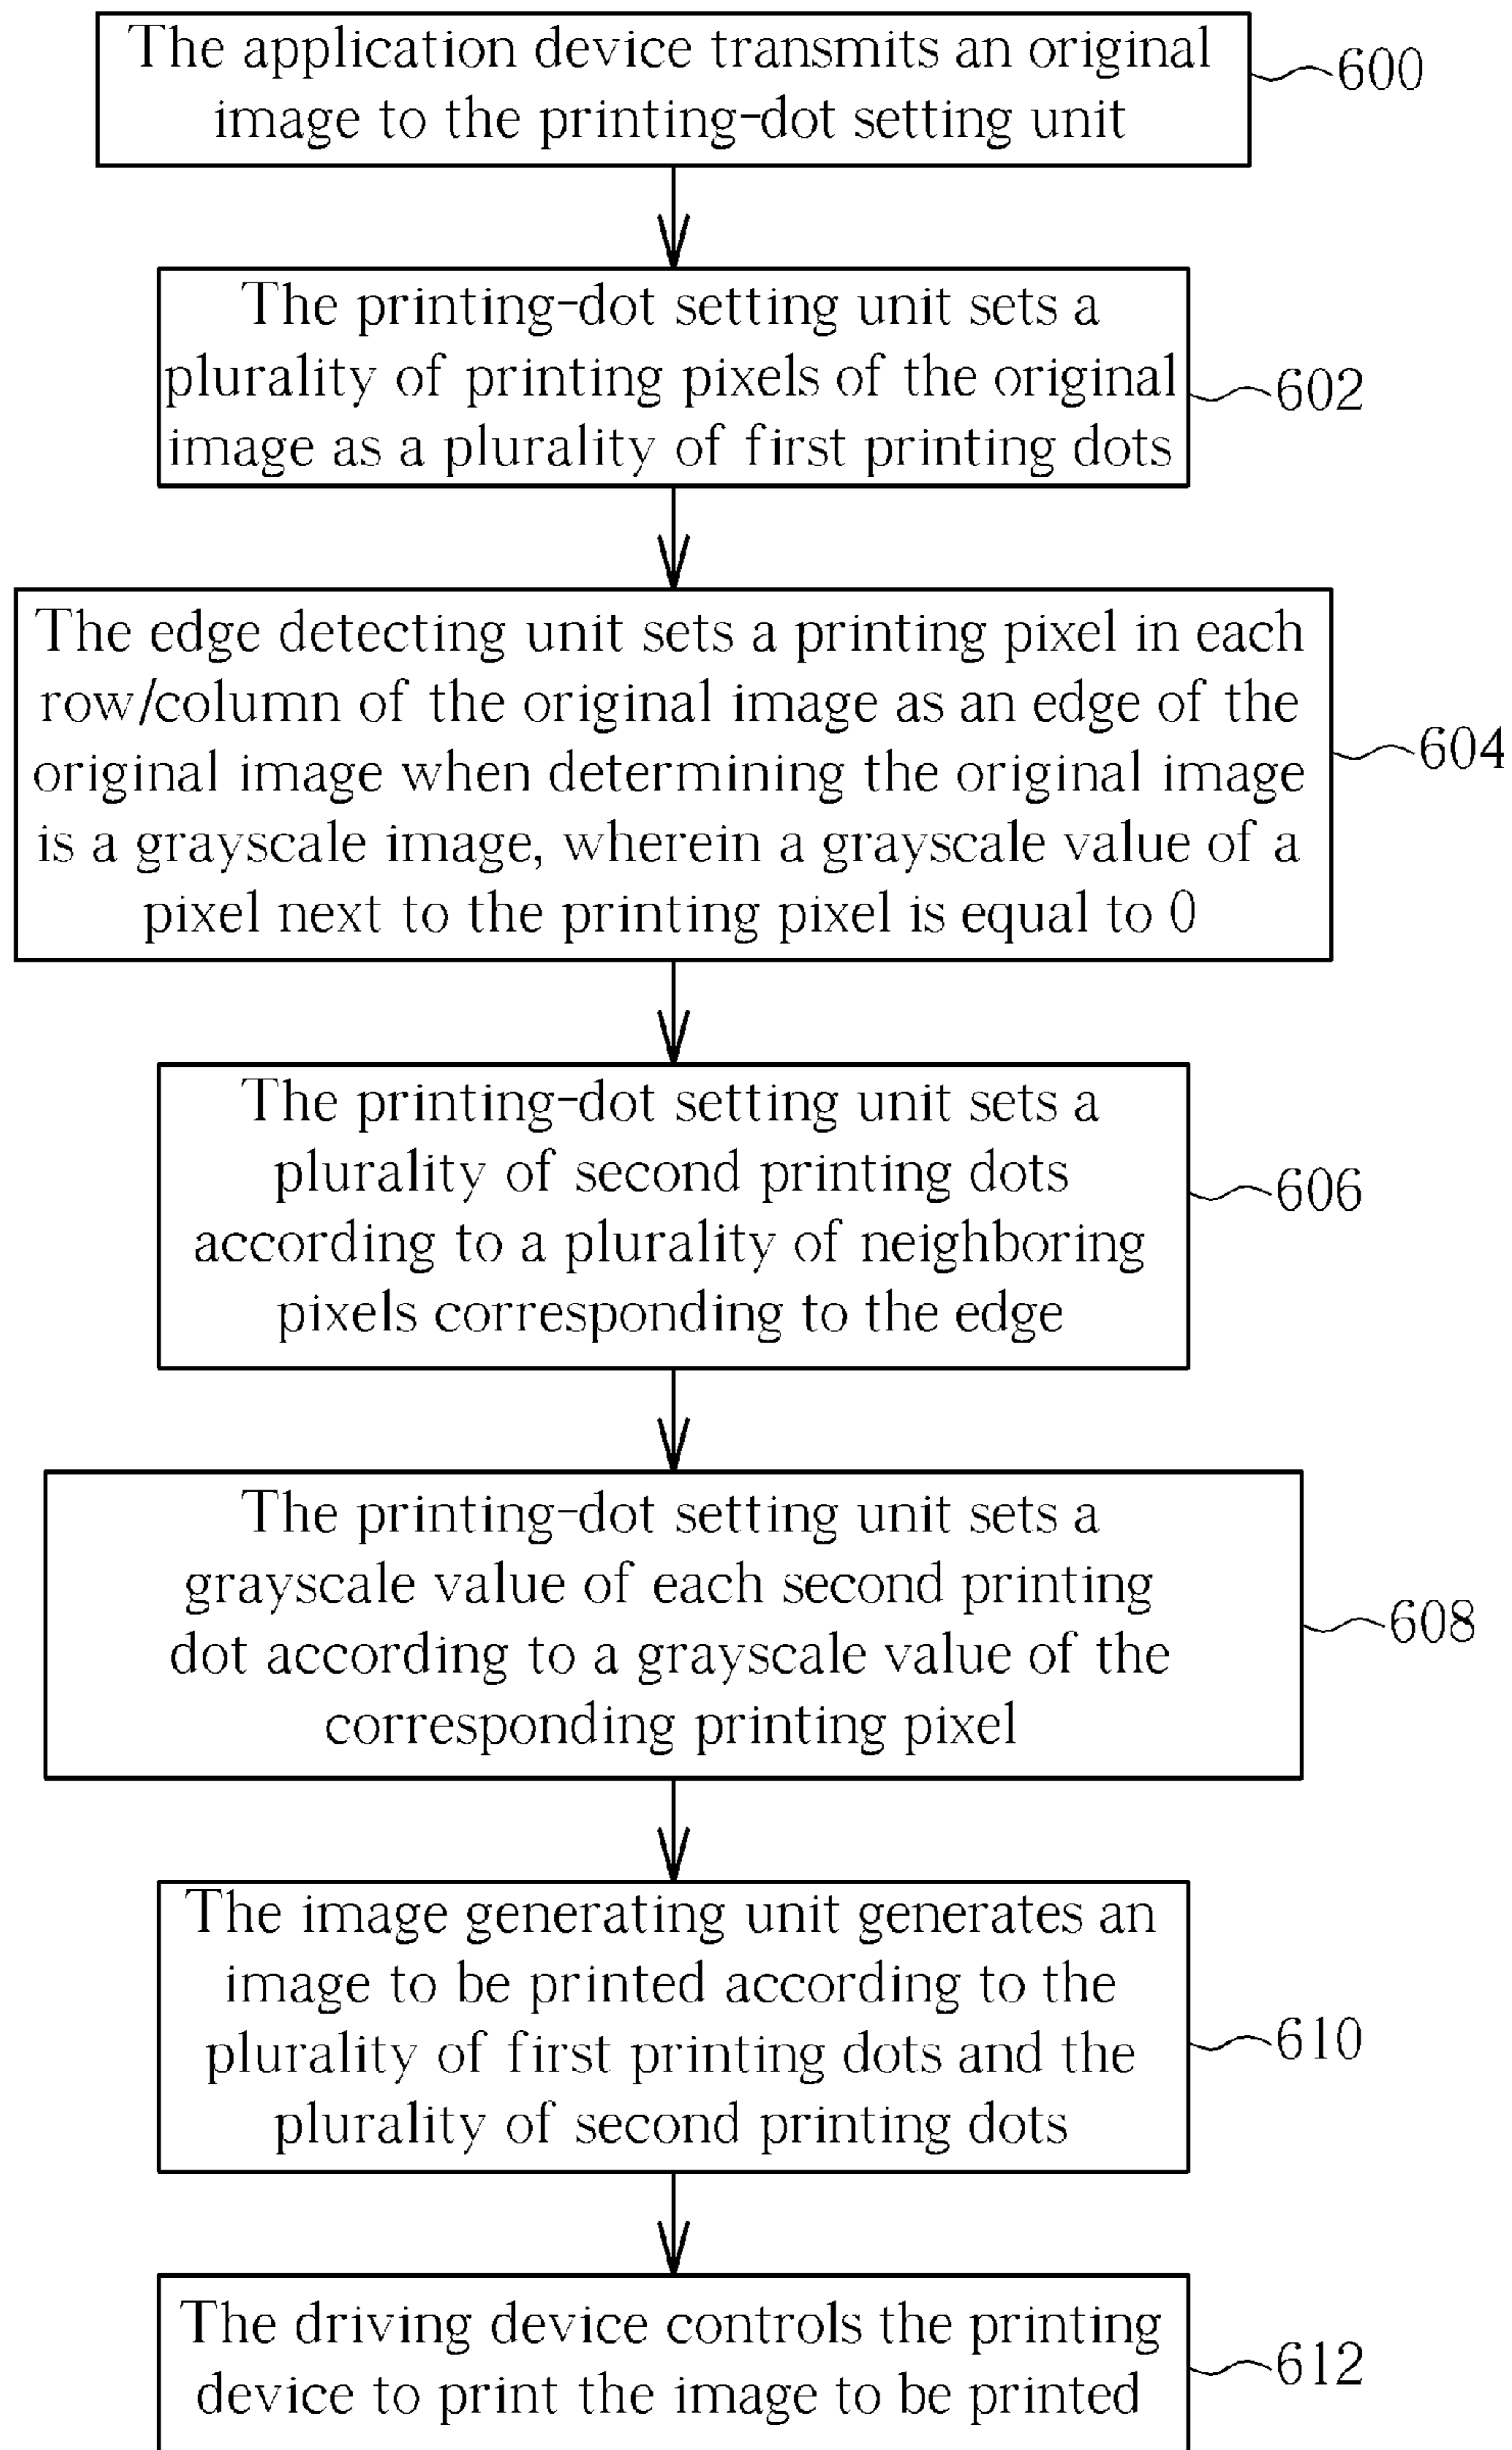 The application device transmits an original
image to the printing-dot setting unit
600
The printing-dot setting unit sets a
plurality of printing pixels of the original
image as a plurality of first printing dots
602
The edge detecting unit sets a printing pixel in each
row/column of the original image as an edge of the
original image when determining the original image
is a grayscale image, wherein a grayscale value of a
pixel next to the printing pixel is equal to 0
604
The printing-dot setting unit sets a
plurality of second printing dots
according to a plurality of neighboring
pixels corresponding to the edge
606
The printing-dot setting unit sets a
grayscale value of each second printing
dot according to a grayscale value of the
corresponding printing pixel
608
The image generating unit generates an
image to be printed according to the
plurality of first printing dots and the
plurality of second printing dots
610
The driving device controls the printing
device to print the image to be printed
612